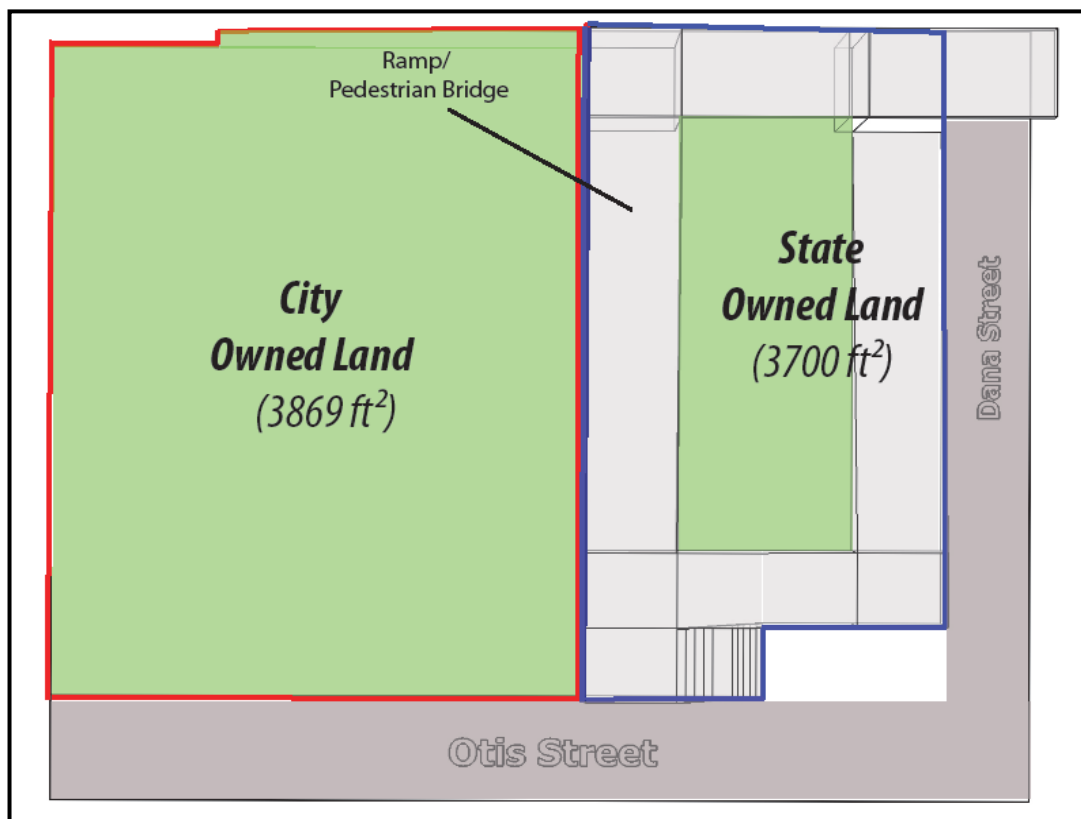 Ramp/
Pedestrian Bridge
City
Owned Land
(3869 ft²)
State
Owned Land
(3700 ft²)
Dana Street
Otis Street